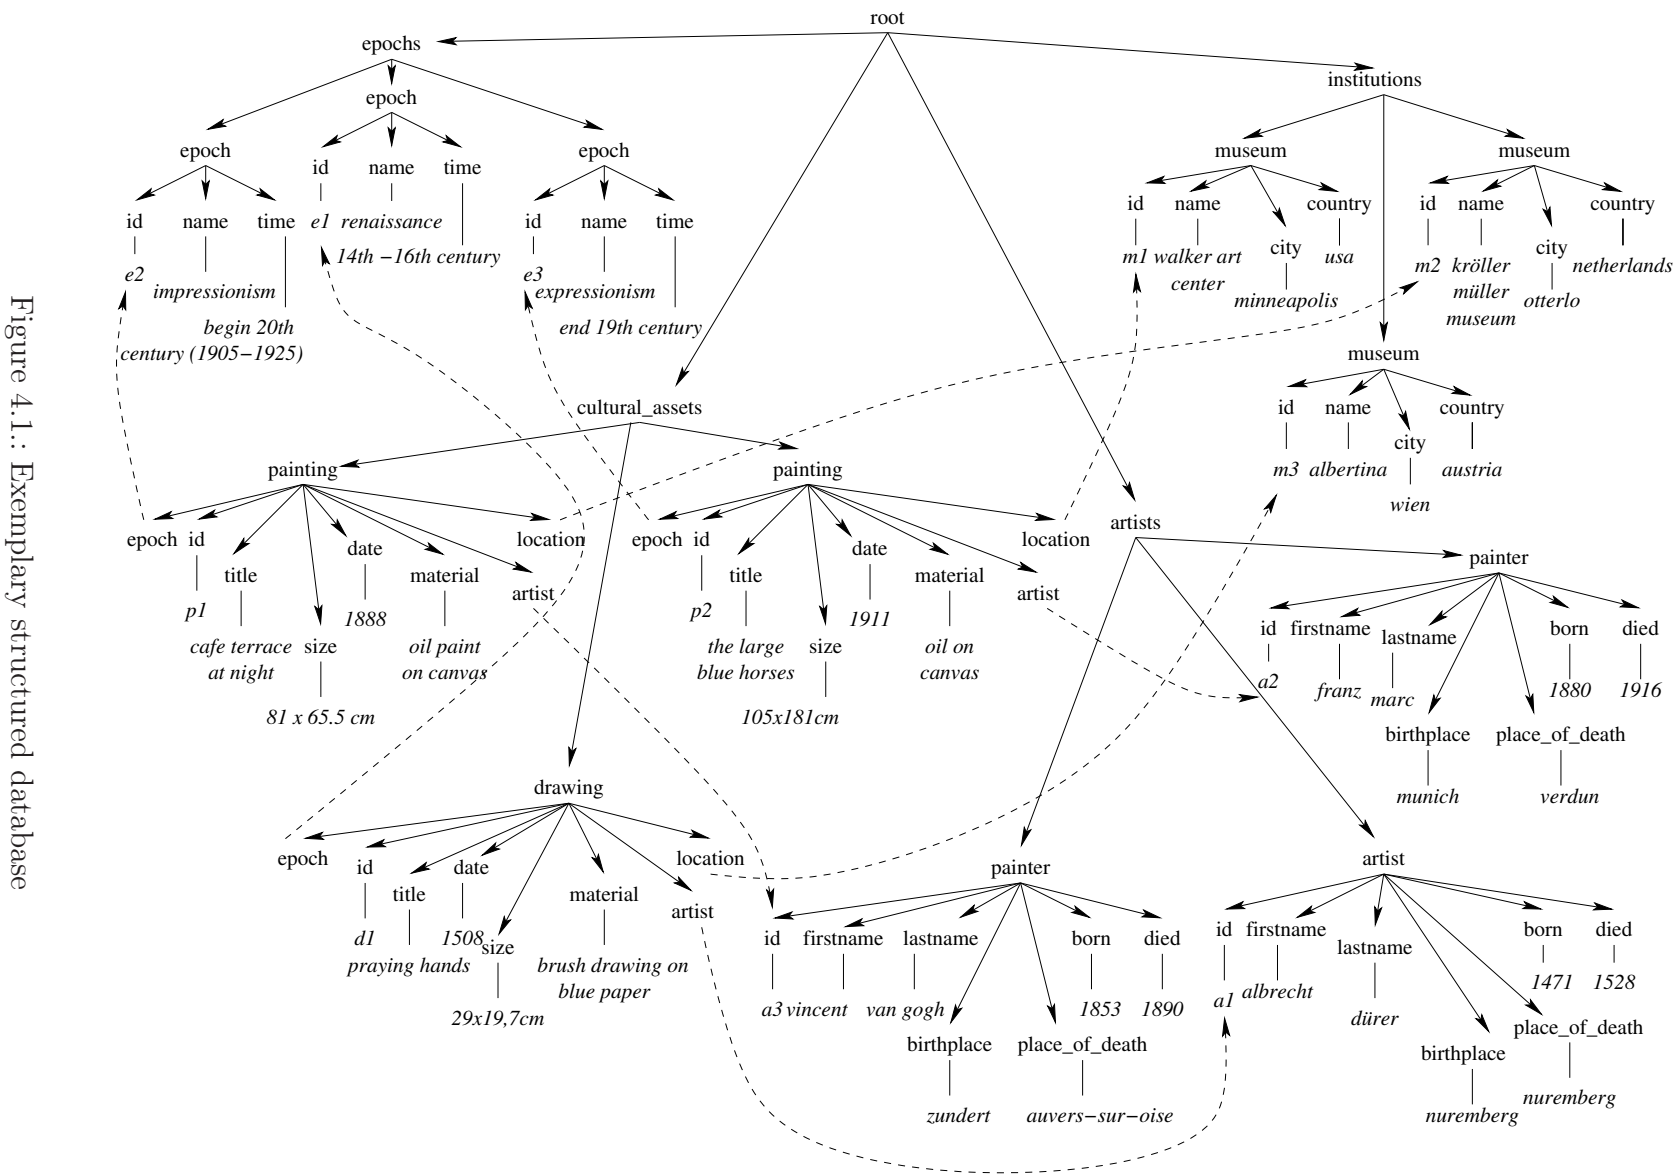 root
epochs
institutions
epoch
epoch
epoch
museum
museum
id name time
id name time
id name time
id name country
id name country
e1 renaissance
city
city
14th −16th century
m1 walker art
center
usa
m2 kröller
müller
museum
netherlands
e2
impressionism
e3
expressionism
minneapolis
otterlo
begin 20th
century (1905−1925)
end 19th century
museum
cultural_assets
id name country
city
painting
painting
m3 albertina
austria
wien
artists
epoch id
date
location
epoch id
date
location
title
material
title
material
painter
artist
artist
p1
1888
p2
1911
id firstname
lastname
born
died
cafe terrace
at night
size
oil paint
on canvas
the large
blue horses
size
oil on
canvas
a2
franz
marc
1880
1916
81 x 65.5 cm
105x181cm
birthplace
place_of_death
munich
verdun
drawing
epoch
id
title
date
material
location
painter
artist
artist
d1
1508
size
id firstname lastname
born
died
id firstname
lastname
born
died
praying hands
brush drawing on
blue paper
29x19,7cm
a3 vincent
van gogh
1853
1890
a1
albrecht
dürer
1471
1528
birthplace
place_of_death
birthplace
place_of_death
zundert
auvers−sur−oise
nuremberg
nuremberg
Figure 4.1.: Exemplary structured database